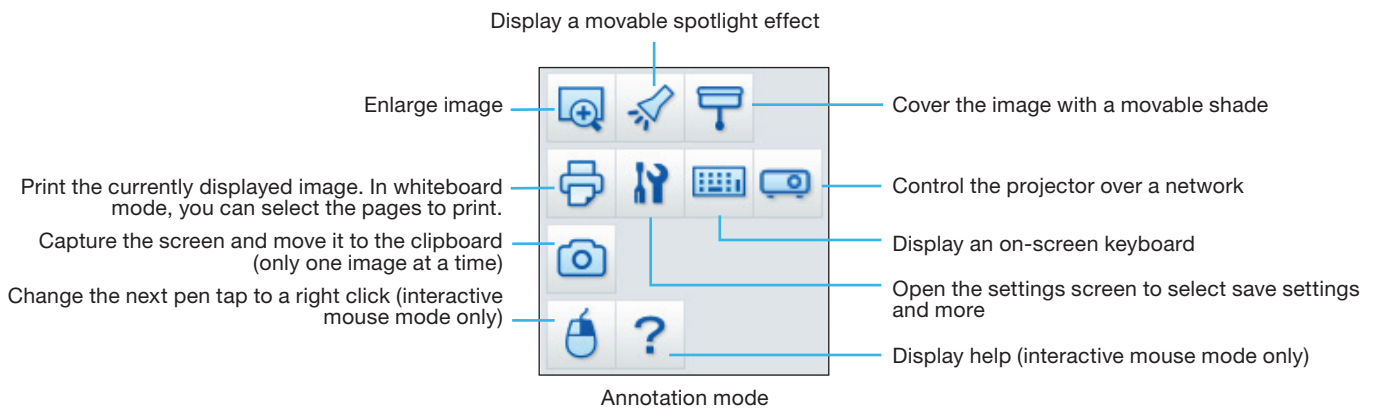 Display a movable spotlight effect
Enlarge image
Cover the image with a movable shade
Print the currently displayed image. In whiteboard
mode, you can select the pages to print.
Control the projector over a network
Capture the screen and move it to the clipboard
(only one image at a time)
Display an on-screen keyboard
Change the next pen tap to a right click (interactive
mouse mode only)
Open the settings screen to select save settings
and more
?
Display help (interactive mouse mode only)
Annotation mode